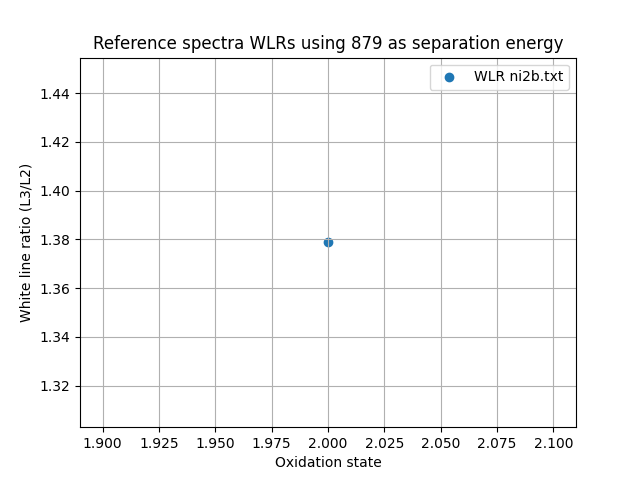 Reference spectra WLRs using 879 as separation energy
WLR ni2b.txt
White line ratio (L3/L2)
1.44
1.42
1.40
1.38
1.36
1.34
1.32
1.900 1.925 1.950 1.975 2.000 2.025 2.050 2.075 2.100
Oxidation state